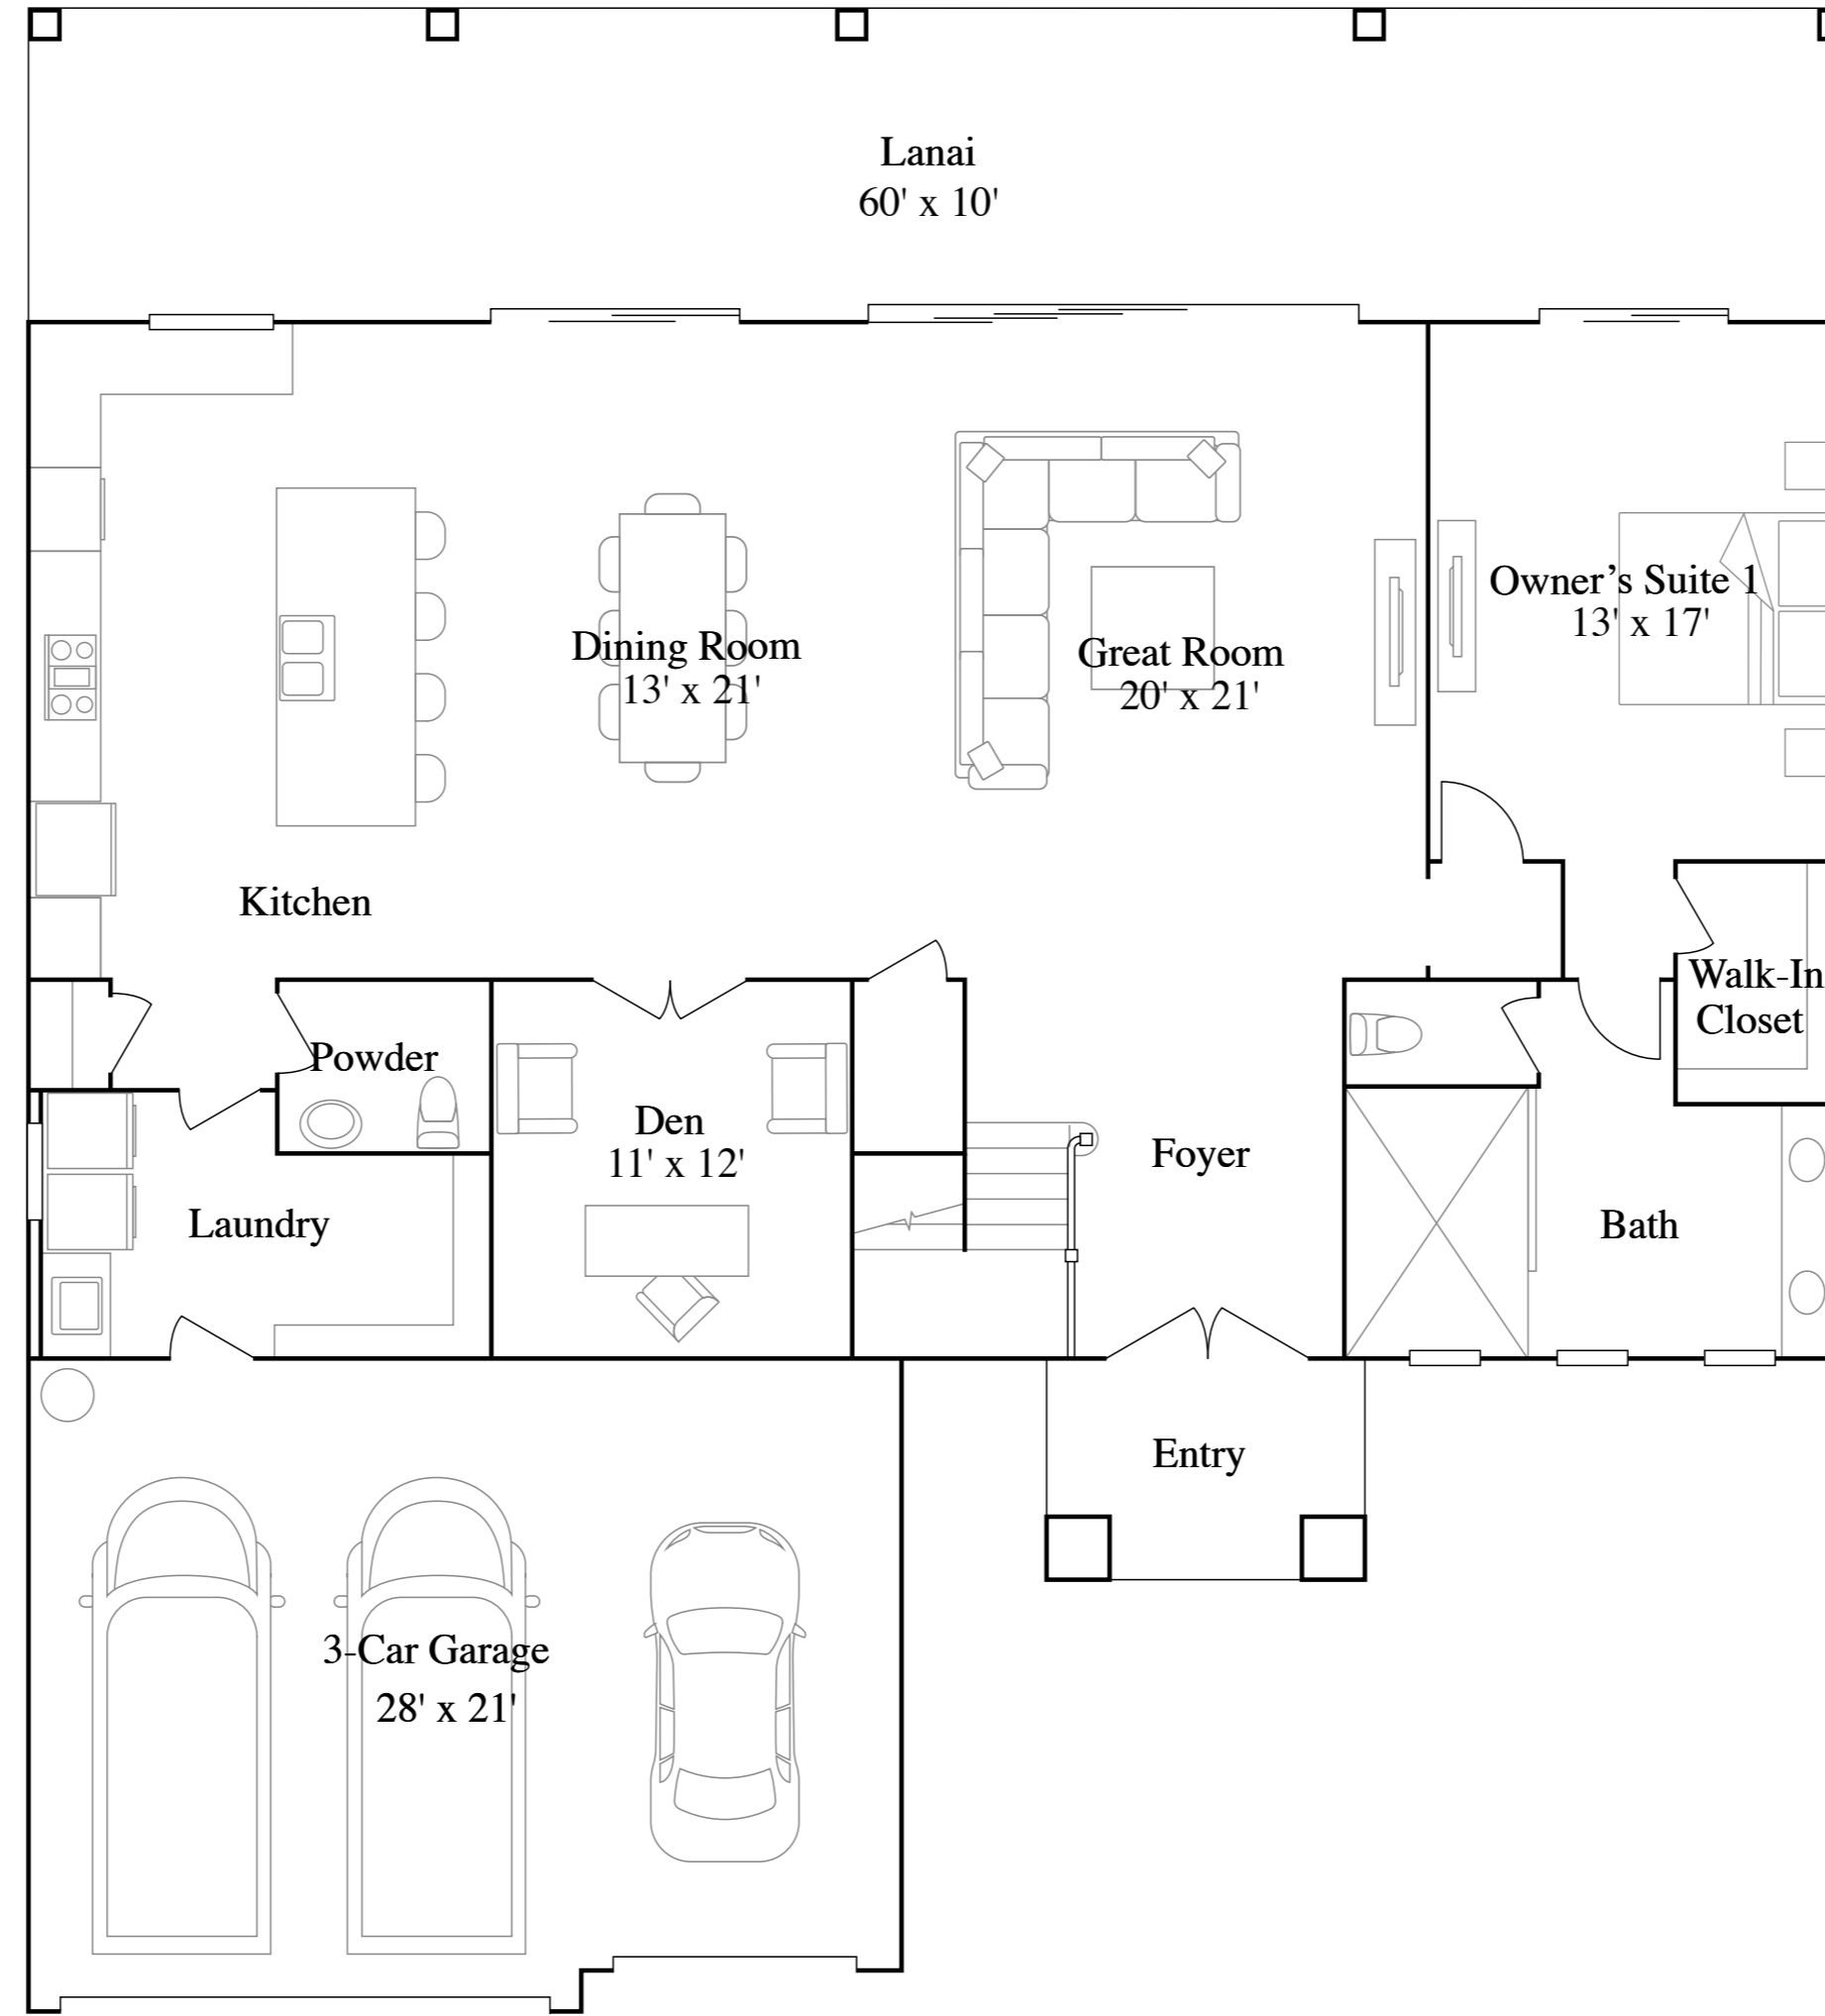 Lanai
60' x 10'
Owner’s Suite 1
13' x 17'
Dining Room
13' x 21'
Great Room
20' x 21'
Kitchen
Walk-In
Closet
Powder
Den
11' x 12'
Foyer
Laundry
Bath
Entry
3-Car Garage
28' x 21'